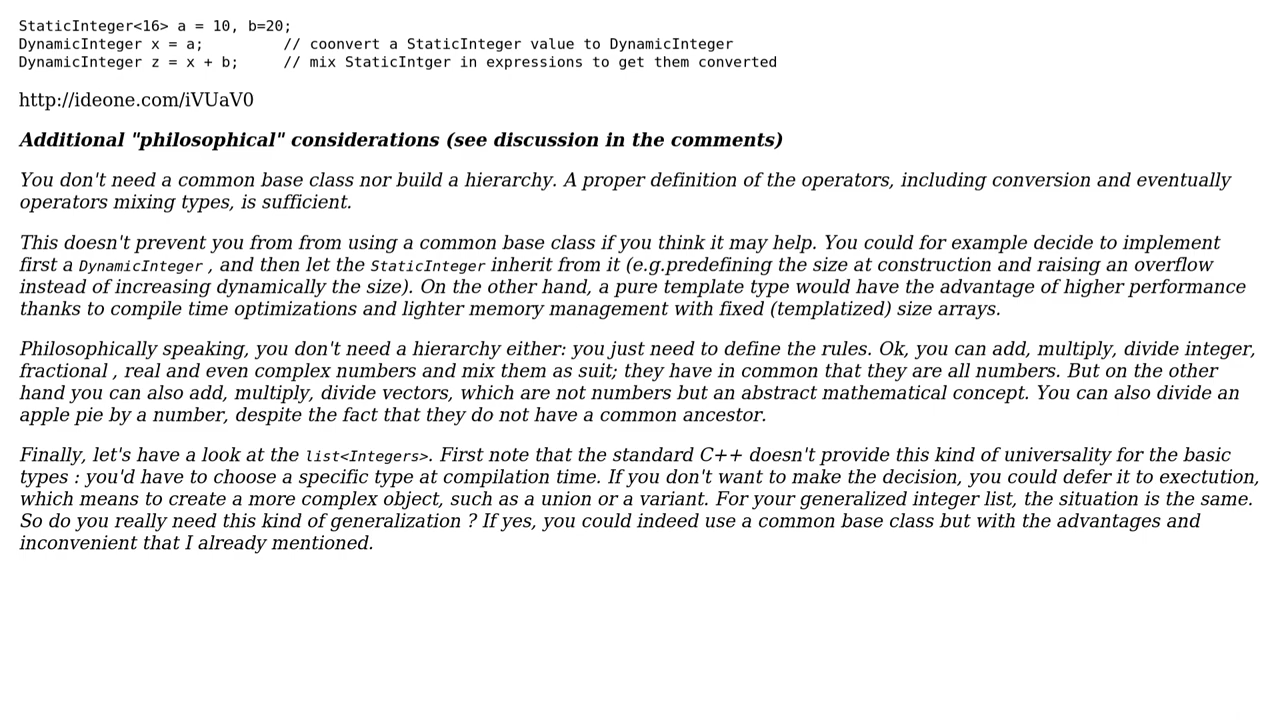 StaticInteger<16> a = 10, b=20;
DynamicInteger x = a;         // coonvert a StaticInteger value to DynamicInteger
DynamicInteger z = x + b;     // mix StaticIntger in expressions to get them converted
http://ideone.com/iVUaV0
Additional "philosophical" considerations (see discussion in the comments)
You don't need a common base class nor build a hierarchy. A proper definition of the operators, including conversion and eventually
operators mixing types, is sufficient.
This doesn't prevent you from from using a common base class if you think it may help. You could for example decide to implement
first a DynamicInteger , and then let the StaticInteger inherit from it (e.g.predefining the size at construction and raising an overflow
instead of increasing dynamically the size). On the other hand, a pure template type would have the advantage of higher performance
thanks to compile time optimizations and lighter memory management with fixed (templatized) size arrays.
Philosophically speaking, you don't need a hierarchy either: you just need to define the rules. Ok, you can add, multiply, divide integer,
fractional , real and even complex numbers and mix them as suit; they have in common that they are all numbers. But on the other
hand you can also add, multiply, divide vectors, which are not numbers but an abstract mathematical concept. You can also divide an
apple pie by a number, despite the fact that they do not have a common ancestor.
Finally, let's have a look at the list<Integers>. First note that the standard C++ doesn't provide this kind of universality for the basic
types : you'd have to choose a specific type at compilation time. If you don't want to make the decision, you could defer it to exectution,
which means to create a more complex object, such as a union or a variant. For your generalized integer list, the situation is the same.
So do you really need this kind of generalization ? If yes, you could indeed use a common base class but with the advantages and
inconvenient that I already mentioned.